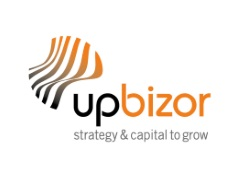 upbizor
strategy & capital to grow